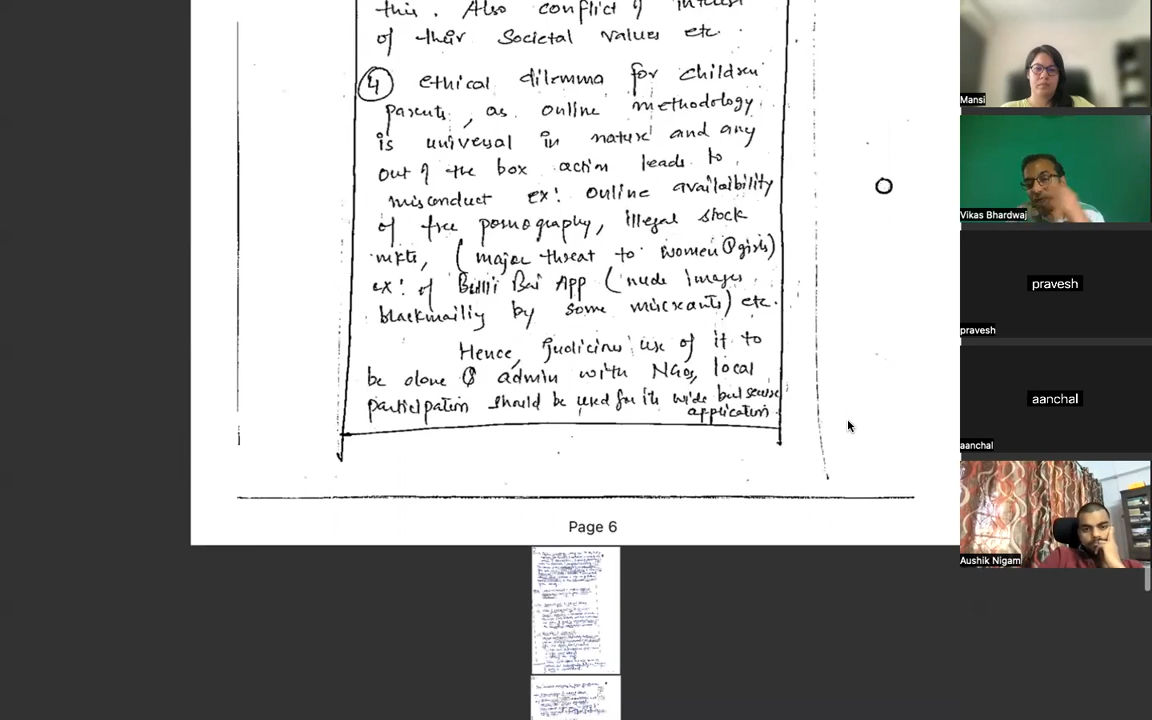 this. Also conflict of interest
of their Societal values etc.
4 ethical dilemma for children
parents, as online methodology
is univeysal in nature and any
out of the box action leads to
misconduct ex: online availaibility
of free pornography, illegal stock
mkts, (major threat to women & girls)
ex: of Bulli Bai App (nude images
blackmailiy by some miscreants) etc.
Hence, judicious use of it to
be done & admin with NGOs, local
participation should be used for its wide but secure
application.
Page 6
Mansi
Vikas Bhardwaj
pravesh
pravesh
aanchal
aanchal
Aushik Nigam